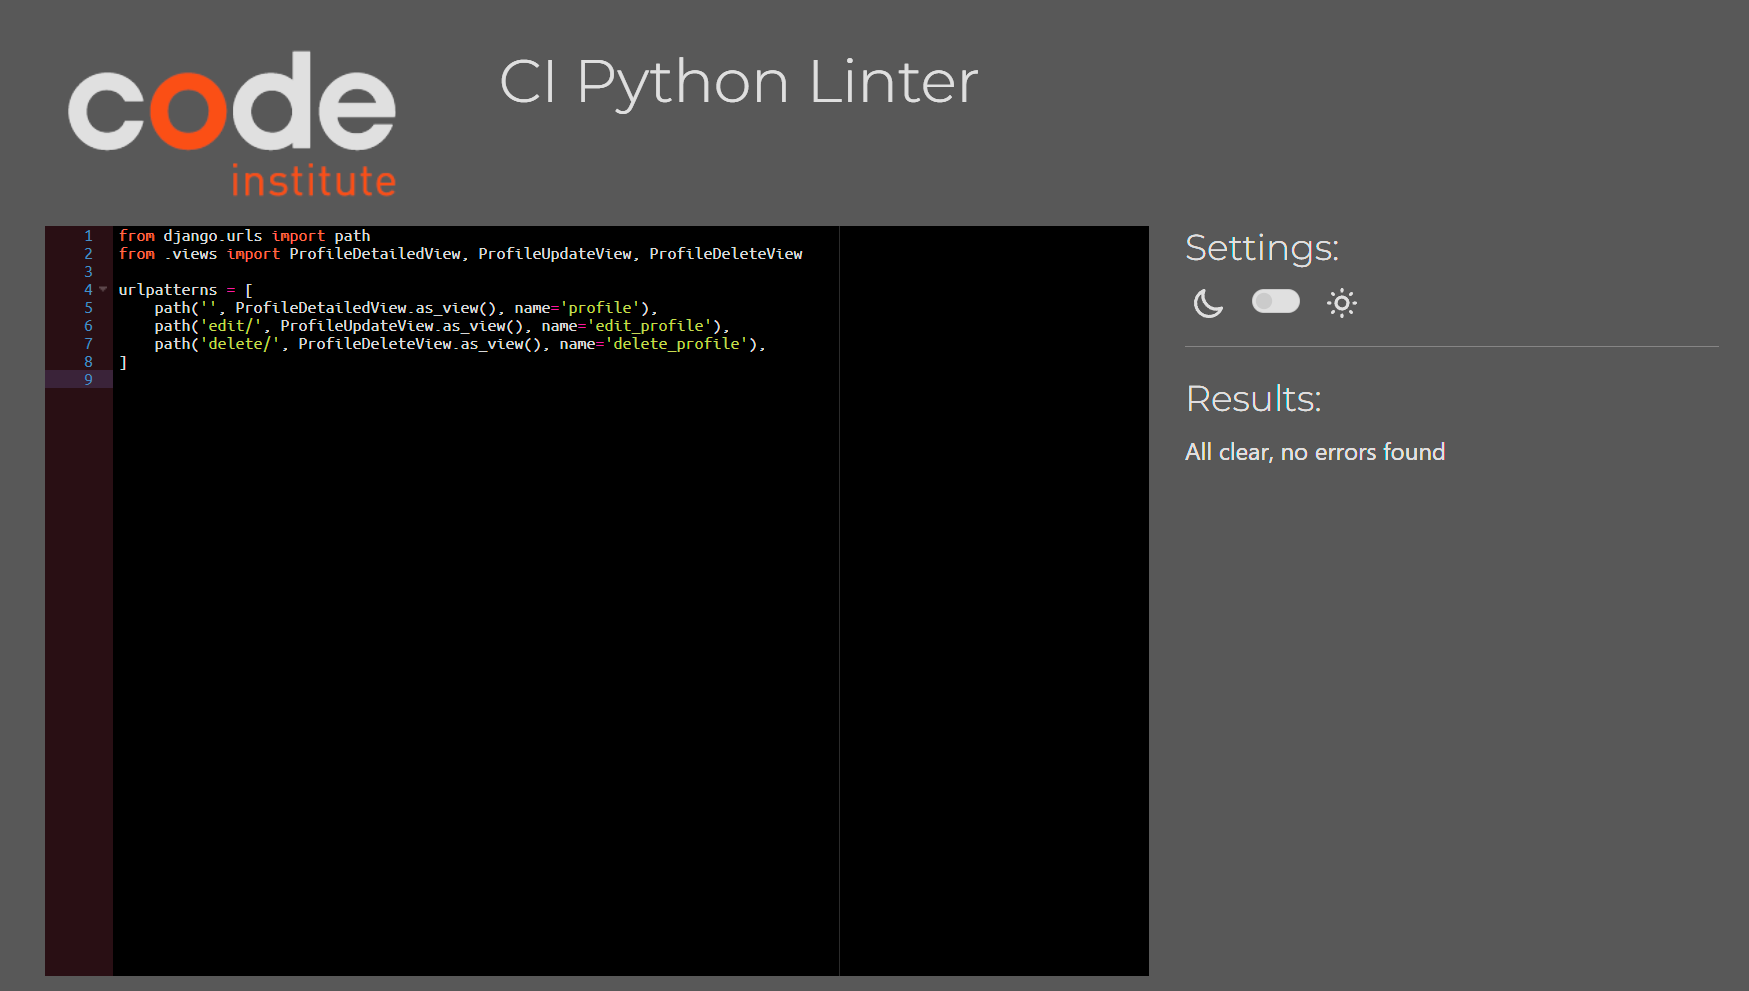 code
institute
CI Python Linter
1 from django.urls import path
2 from .views import ProfileDetailedView, ProfileUpdateView, ProfileDeleteView
3
4 urlpatterns = [
5     path('', ProfileDetailedView.as_view(), name='profile'),
6     path('edit/', ProfileUpdateView.as_view(), name='edit_profile'),
7     path('delete/', ProfileDeleteView.as_view(), name='delete_profile'),
8 ]
9
Settings:
Results:
All clear, no errors found